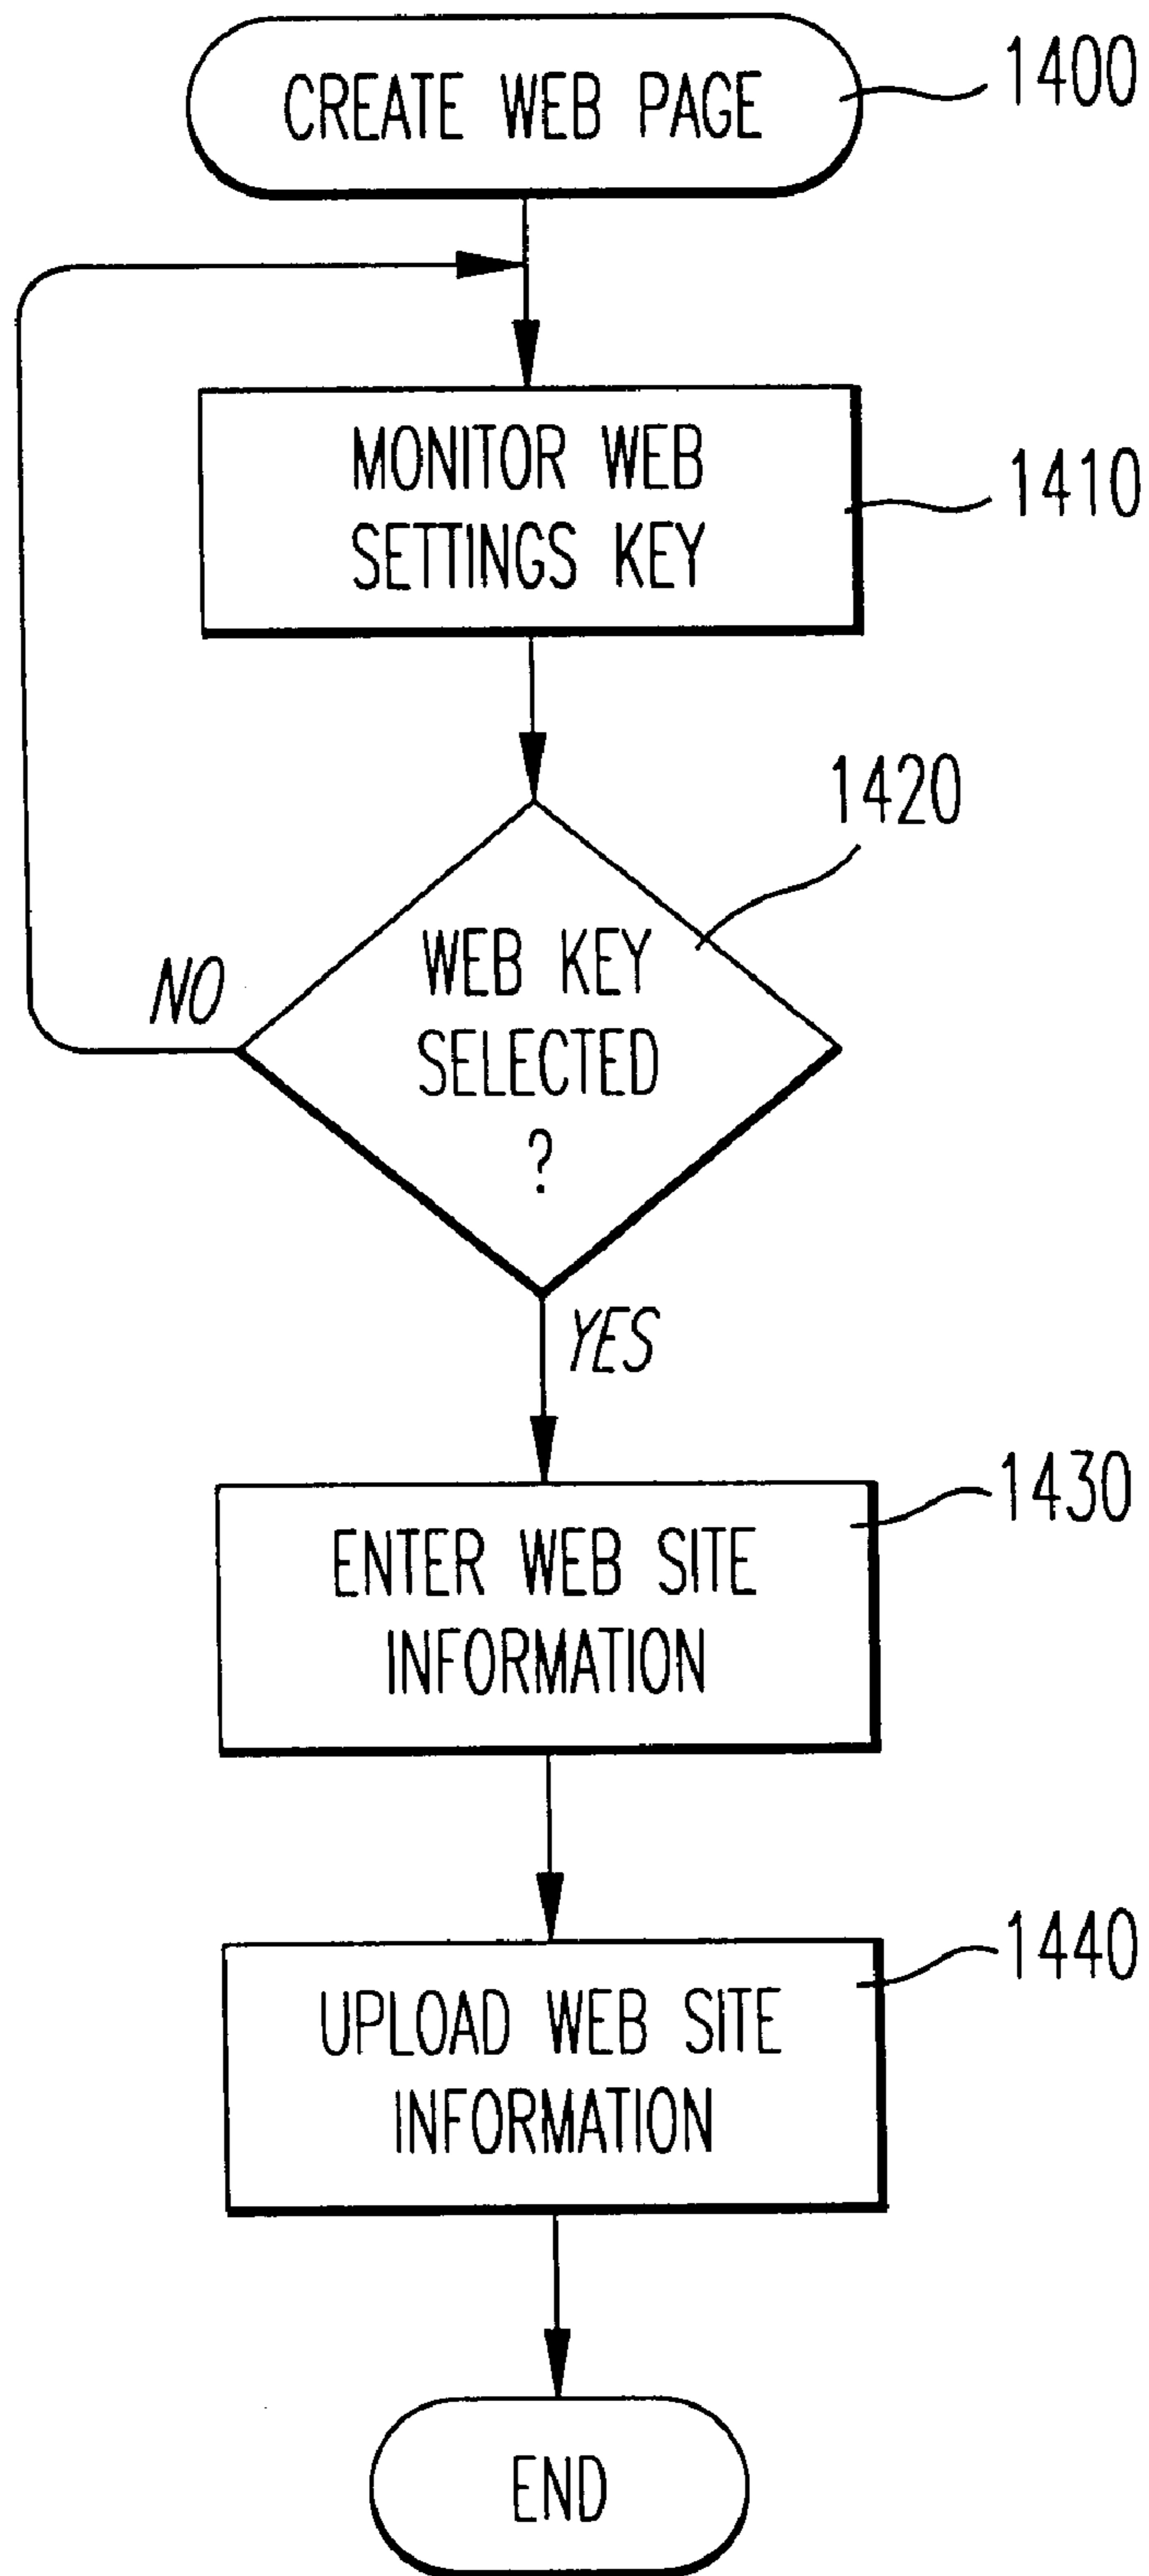 CREATE WEB PAGE
1400
MONITOR WEB
SETTINGS KEY
1410
1420
WEB KEY
SELECTED
?
NO
YES
1430
ENTER WEB SITE
INFORMATION
1440
UPLOAD WEB SITE
INFORMATION
END